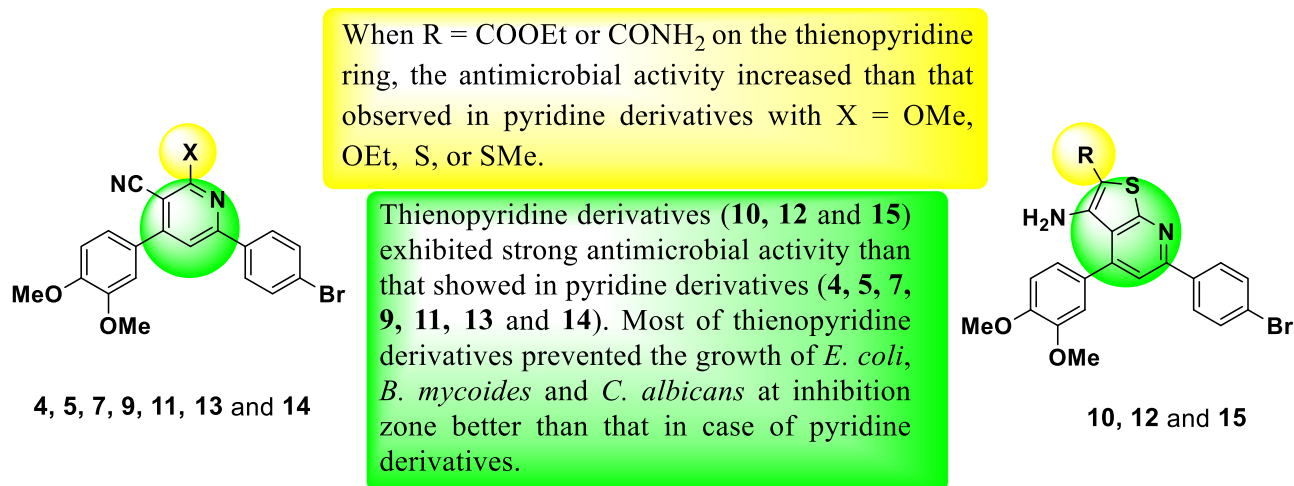 When R = COOEt or CONH₂ on the thienopyridine
ring, the antimicrobial activity increased than that
observed in pyridine derivatives with X = OMe,
OEt, S, or SMe.
Thienopyridine derivatives (10, 12 and 15)
exhibited strong antimicrobial activity than
that showed in pyridine derivatives (4, 5, 7,
9, 11, 13 and 14). Most of thienopyridine
derivatives prevented the growth of E. coli,
B. mycoides and C. albicans at inhibition
zone better than that in case of pyridine
derivatives.
X
NC
N
MeO
OMe
Br
4, 5, 7, 9, 11, 13 and 14
R
S
H₂N
N
MeO
OMe
Br
10, 12 and 15